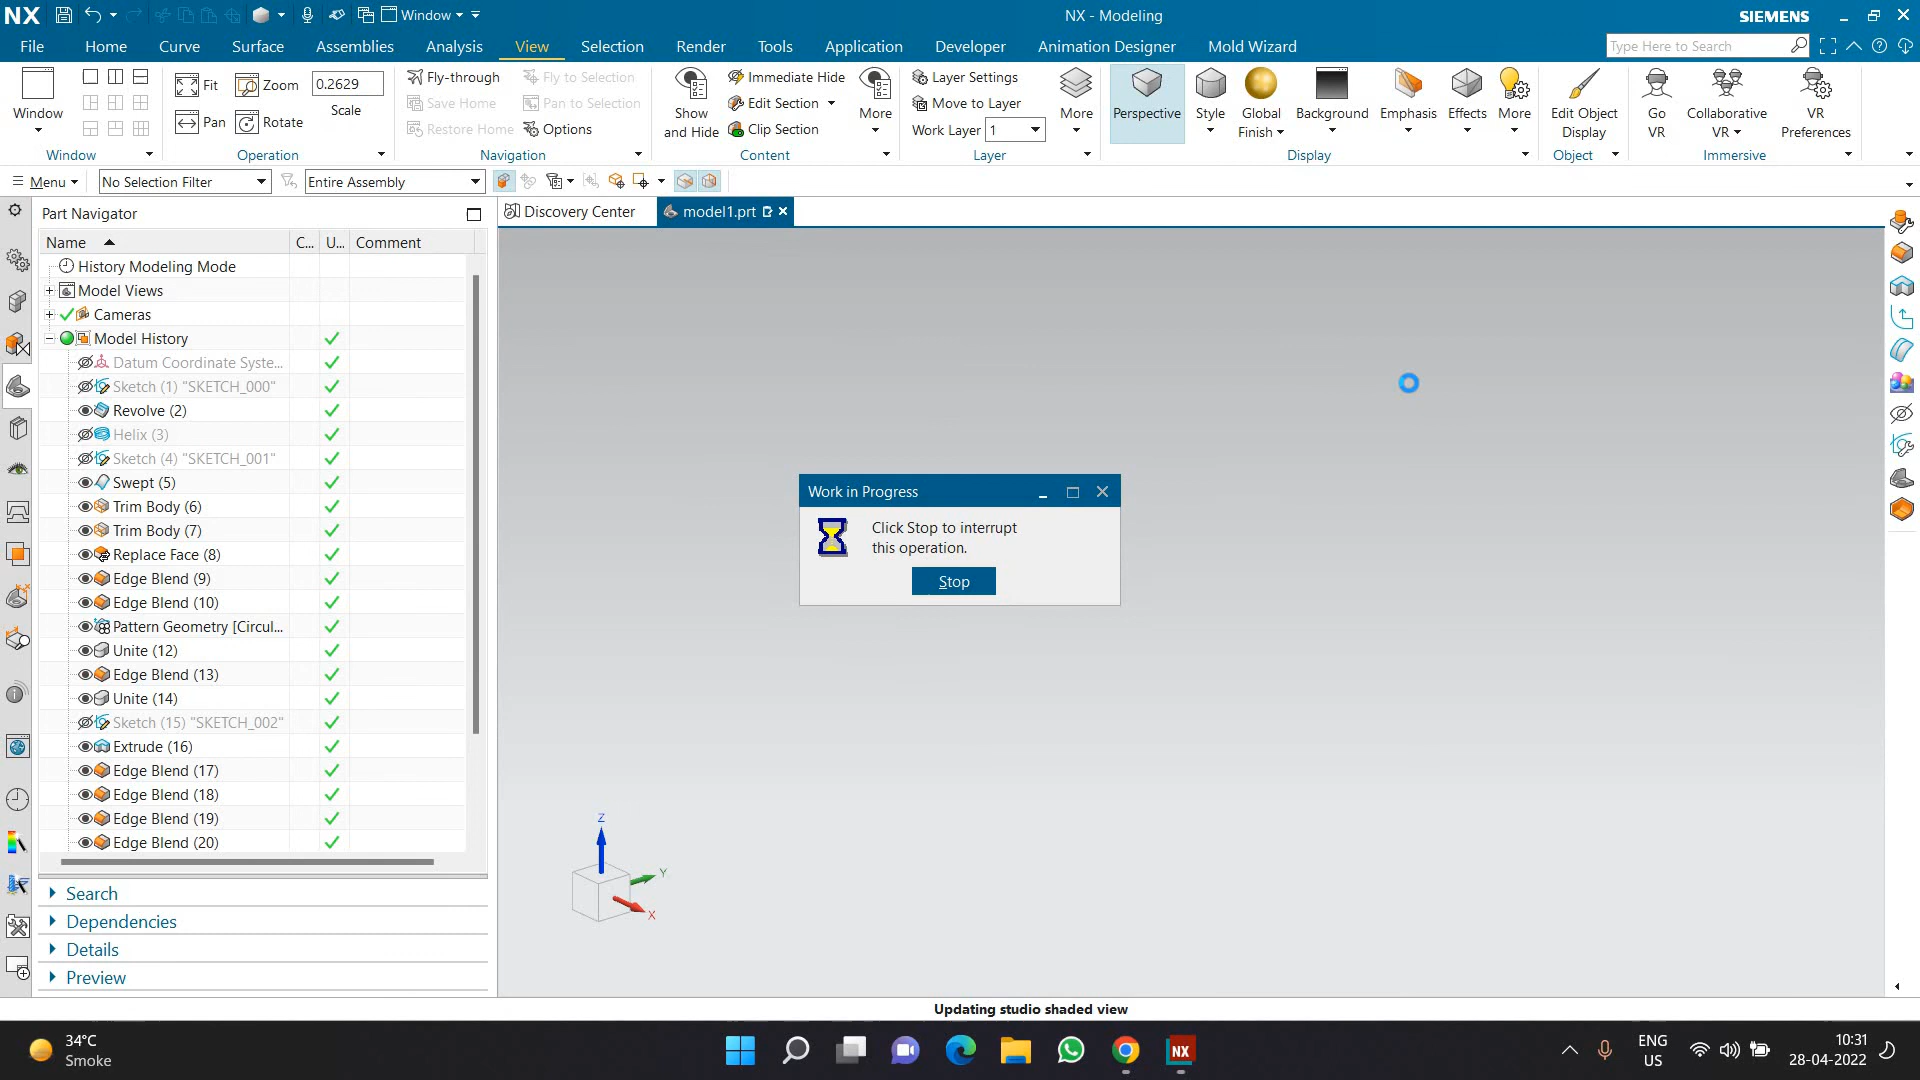 NX Window NX - Modeling SIEMENS
File Home Curve Surface Assemblies Analysis View Selection Render Tools Application Developer Animation Designer Mold Wizard Type Here to Search
Window
Fit Zoom 0.2629
Scale
Pan Rotate
Fly-through Fly to Selection
Save Home Pan to Selection
Restore Home Options
Show and Hide
Immediate Hide
Edit Section
Clip Section
More
Layer Settings
Move to Layer
Work Layer 1
More
Perspective Style Global Finish Background Emphasis Effects More
Edit Object Display
Go VR
Collaborative VR
VR Preferences
Window Operation Navigation Content Layer Display Object Immersive
Menu No Selection Filter Entire Assembly
Part Navigator
Discovery Center model1.prt
Name C... U... Comment
History Modeling Mode
Model Views
Cameras
Model History
Datum Coordinate Syste...
Sketch (1) "SKETCH_000"
Revolve (2)
Helix (3)
Sketch (4) "SKETCH_001"
Swept (5)
Trim Body (6)
Trim Body (7)
Replace Face (8)
Edge Blend (9)
Edge Blend (10)
Pattern Geometry [Circul...
Unite (12)
Edge Blend (13)
Unite (14)
Sketch (15) "SKETCH_002"
Extrude (16)
Edge Blend (17)
Edge Blend (18)
Edge Blend (19)
Edge Blend (20)
Search
Dependencies
Details
Preview
Work in Progress
Click Stop to interrupt
this operation.
Stop
Z
Y
X
Updating studio shaded view
34°C
Smoke
NX
ENG
US
10:31
28-04-2022